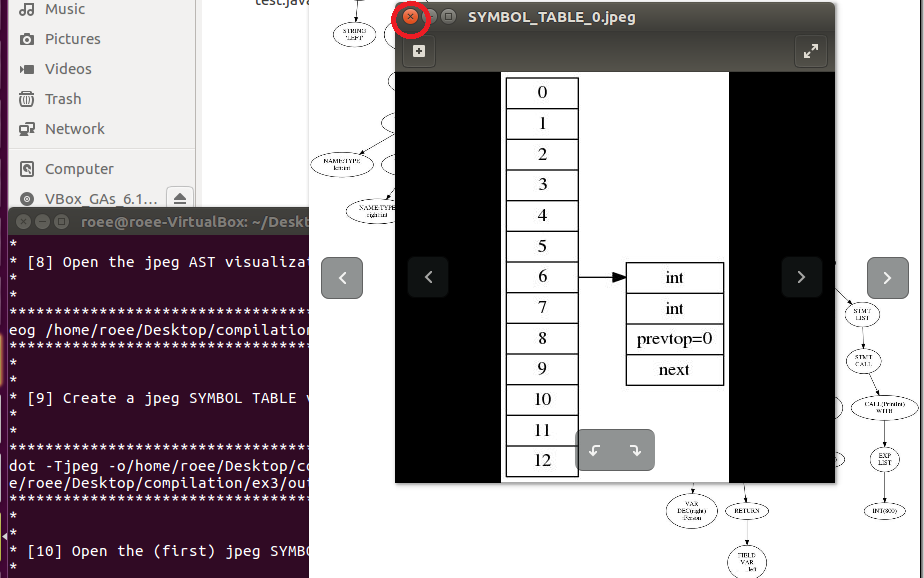 test.java
Music
Pictures
Videos
Trash
Network
Computer
VBox_GAs_6.1...
SYMBOL_TABLE_0.jpeg
0
1
2
3
4
5
6
7
8
9
10
11
12
int
int
prevtop=0
next
STRING
LEFT
NAME:TYPE
NAME:TYPE
right:int
STMT
LIST
STMT
CALL
CALL(PrintInt)
WITH
EXP
LIST
INT(800)
VAR
DEC(right)
:Person
RETURN
FIELD
VAR
roee@roee-VirtualBox: ~/Deskt
*
* [8] Open the jpeg AST visualizat
*
*
***********************************
eog /home/roee/Desktop/compilation
***********************************
*
*
* [9] Create a jpeg SYMBOL TABLE v
*
*
***********************************
dot -Tjpeg -o/home/roee/Desktop/co
e/roee/Desktop/compilation/ex3/out
***********************************
*
*
* [10] Open the (first) jpeg SYMBO
*